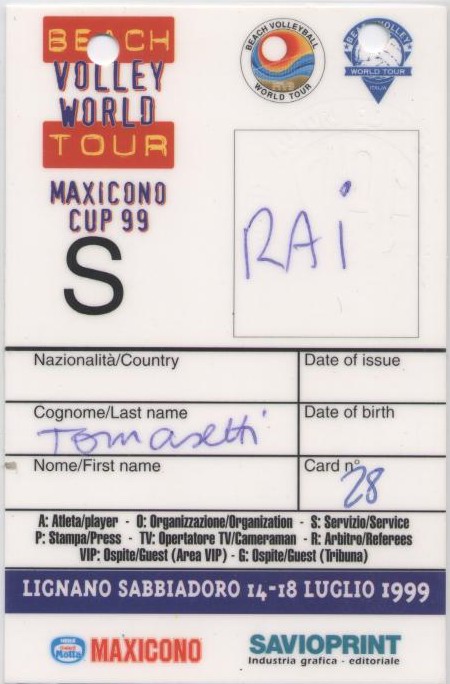 BEACH
VOLLEY
WORLD
TOUR
MAXICONO
CUP 99
S
BEACH VOLLEYBALL
WORLD TOUR
BEACH VOLLEY
WORLD TOUR
ITALIA
RAi
Nazionalità/Country
Date of issue
Cognome/Last name
Date of birth
Tomasetti
Nome/First name
Card n°
28
A: Atleta/player - O: Organizzazione/Organization - S: Servizio/Service
P: Stampa/Press - TV: Opertatore TV/Cameraman - R: Arbitro/Referees
VIP: Ospite/Guest (Area VIP) - G: Ospite/Guest (Tribuna)
LIGNANO SABBIADORO 14-18 LUGLIO 1999
Motta
MAXICONO
SAVIOPRINT
Industria grafica - editoriale